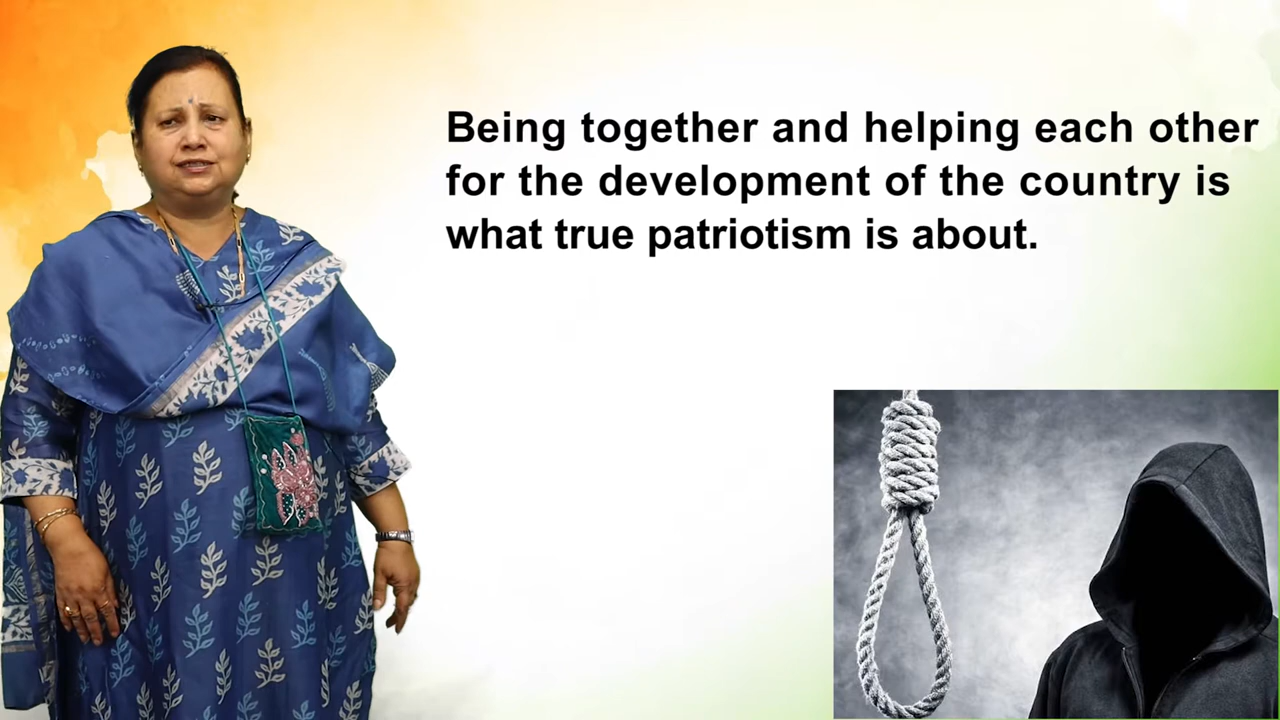 Being together and helping each other
for the development of the country is
what true patriotism is about.